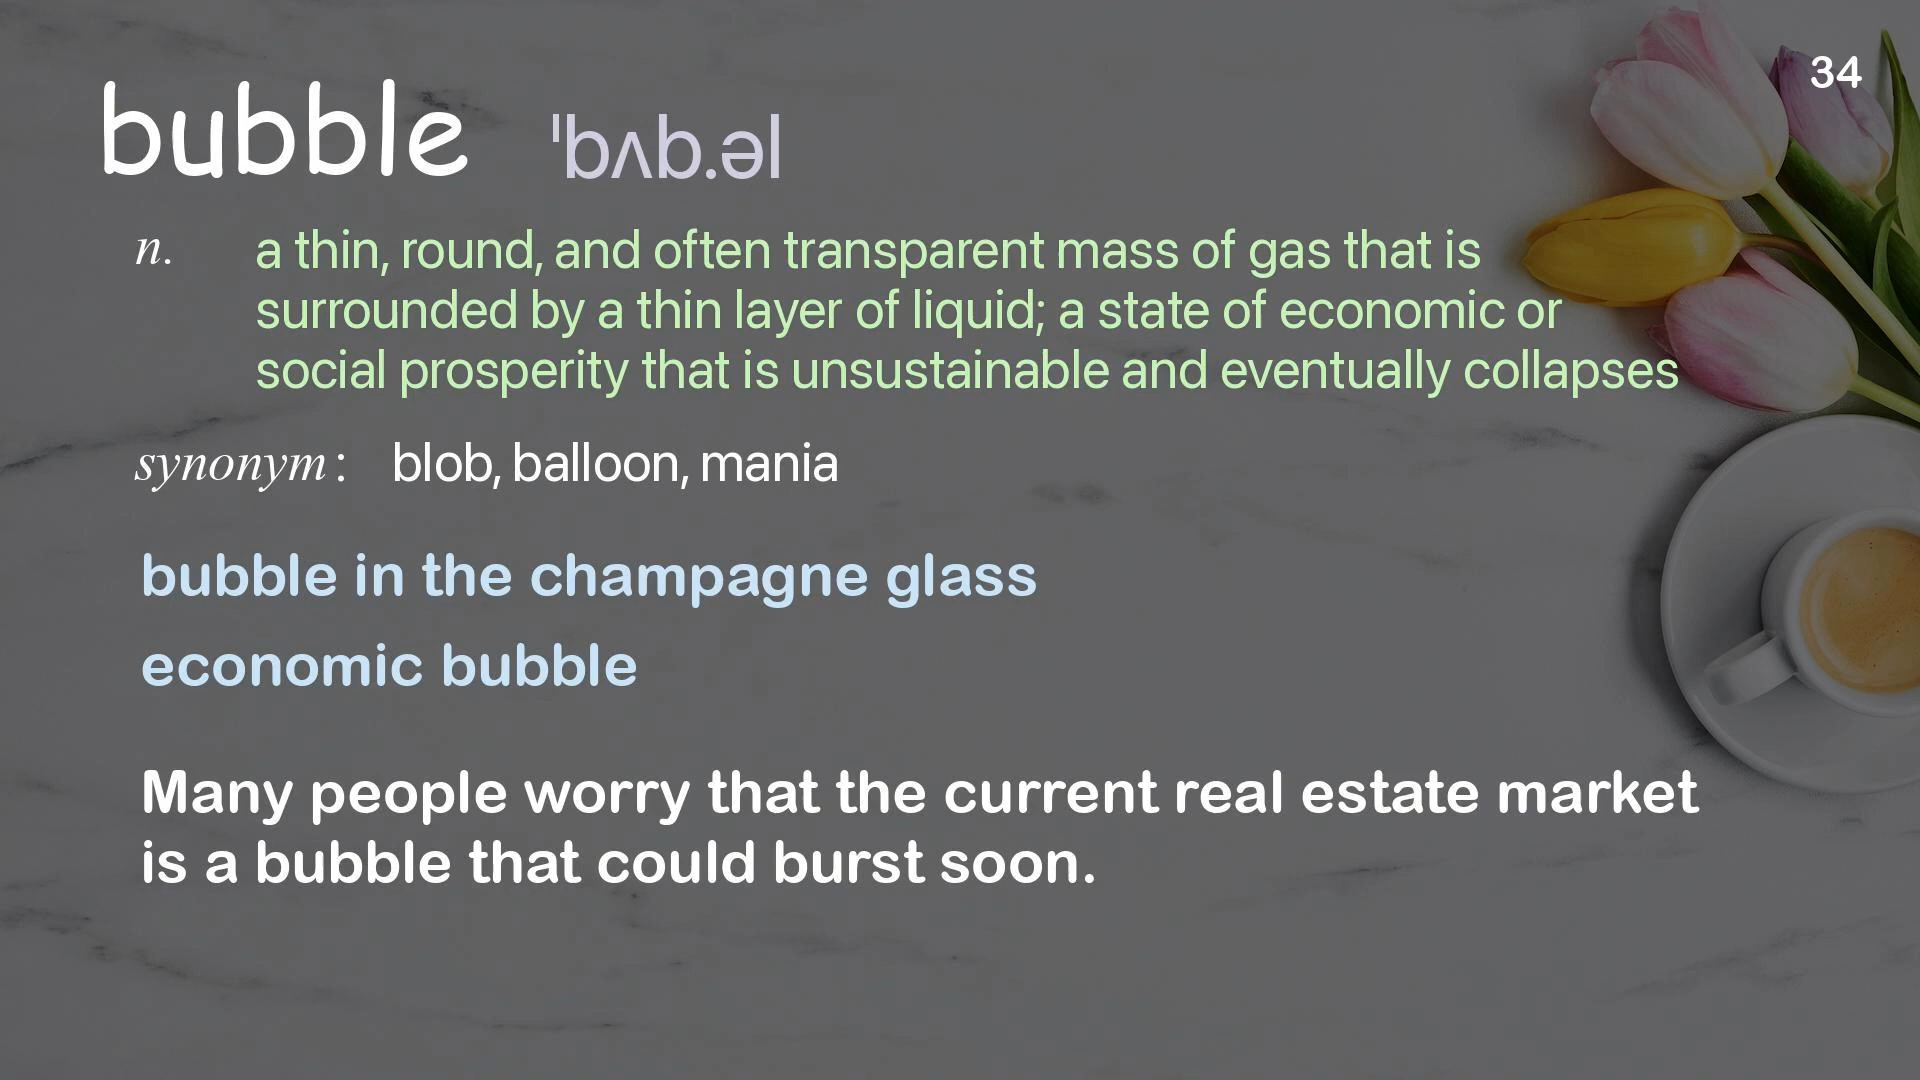 34
bubble ˈbʌb.əl
n. a thin, round, and often transparent mass of gas that is
surrounded by a thin layer of liquid; a state of economic or
social prosperity that is unsustainable and eventually collapses
synonym: blob, balloon, mania
bubble in the champagne glass
economic bubble
Many people worry that the current real estate market
is a bubble that could burst soon.